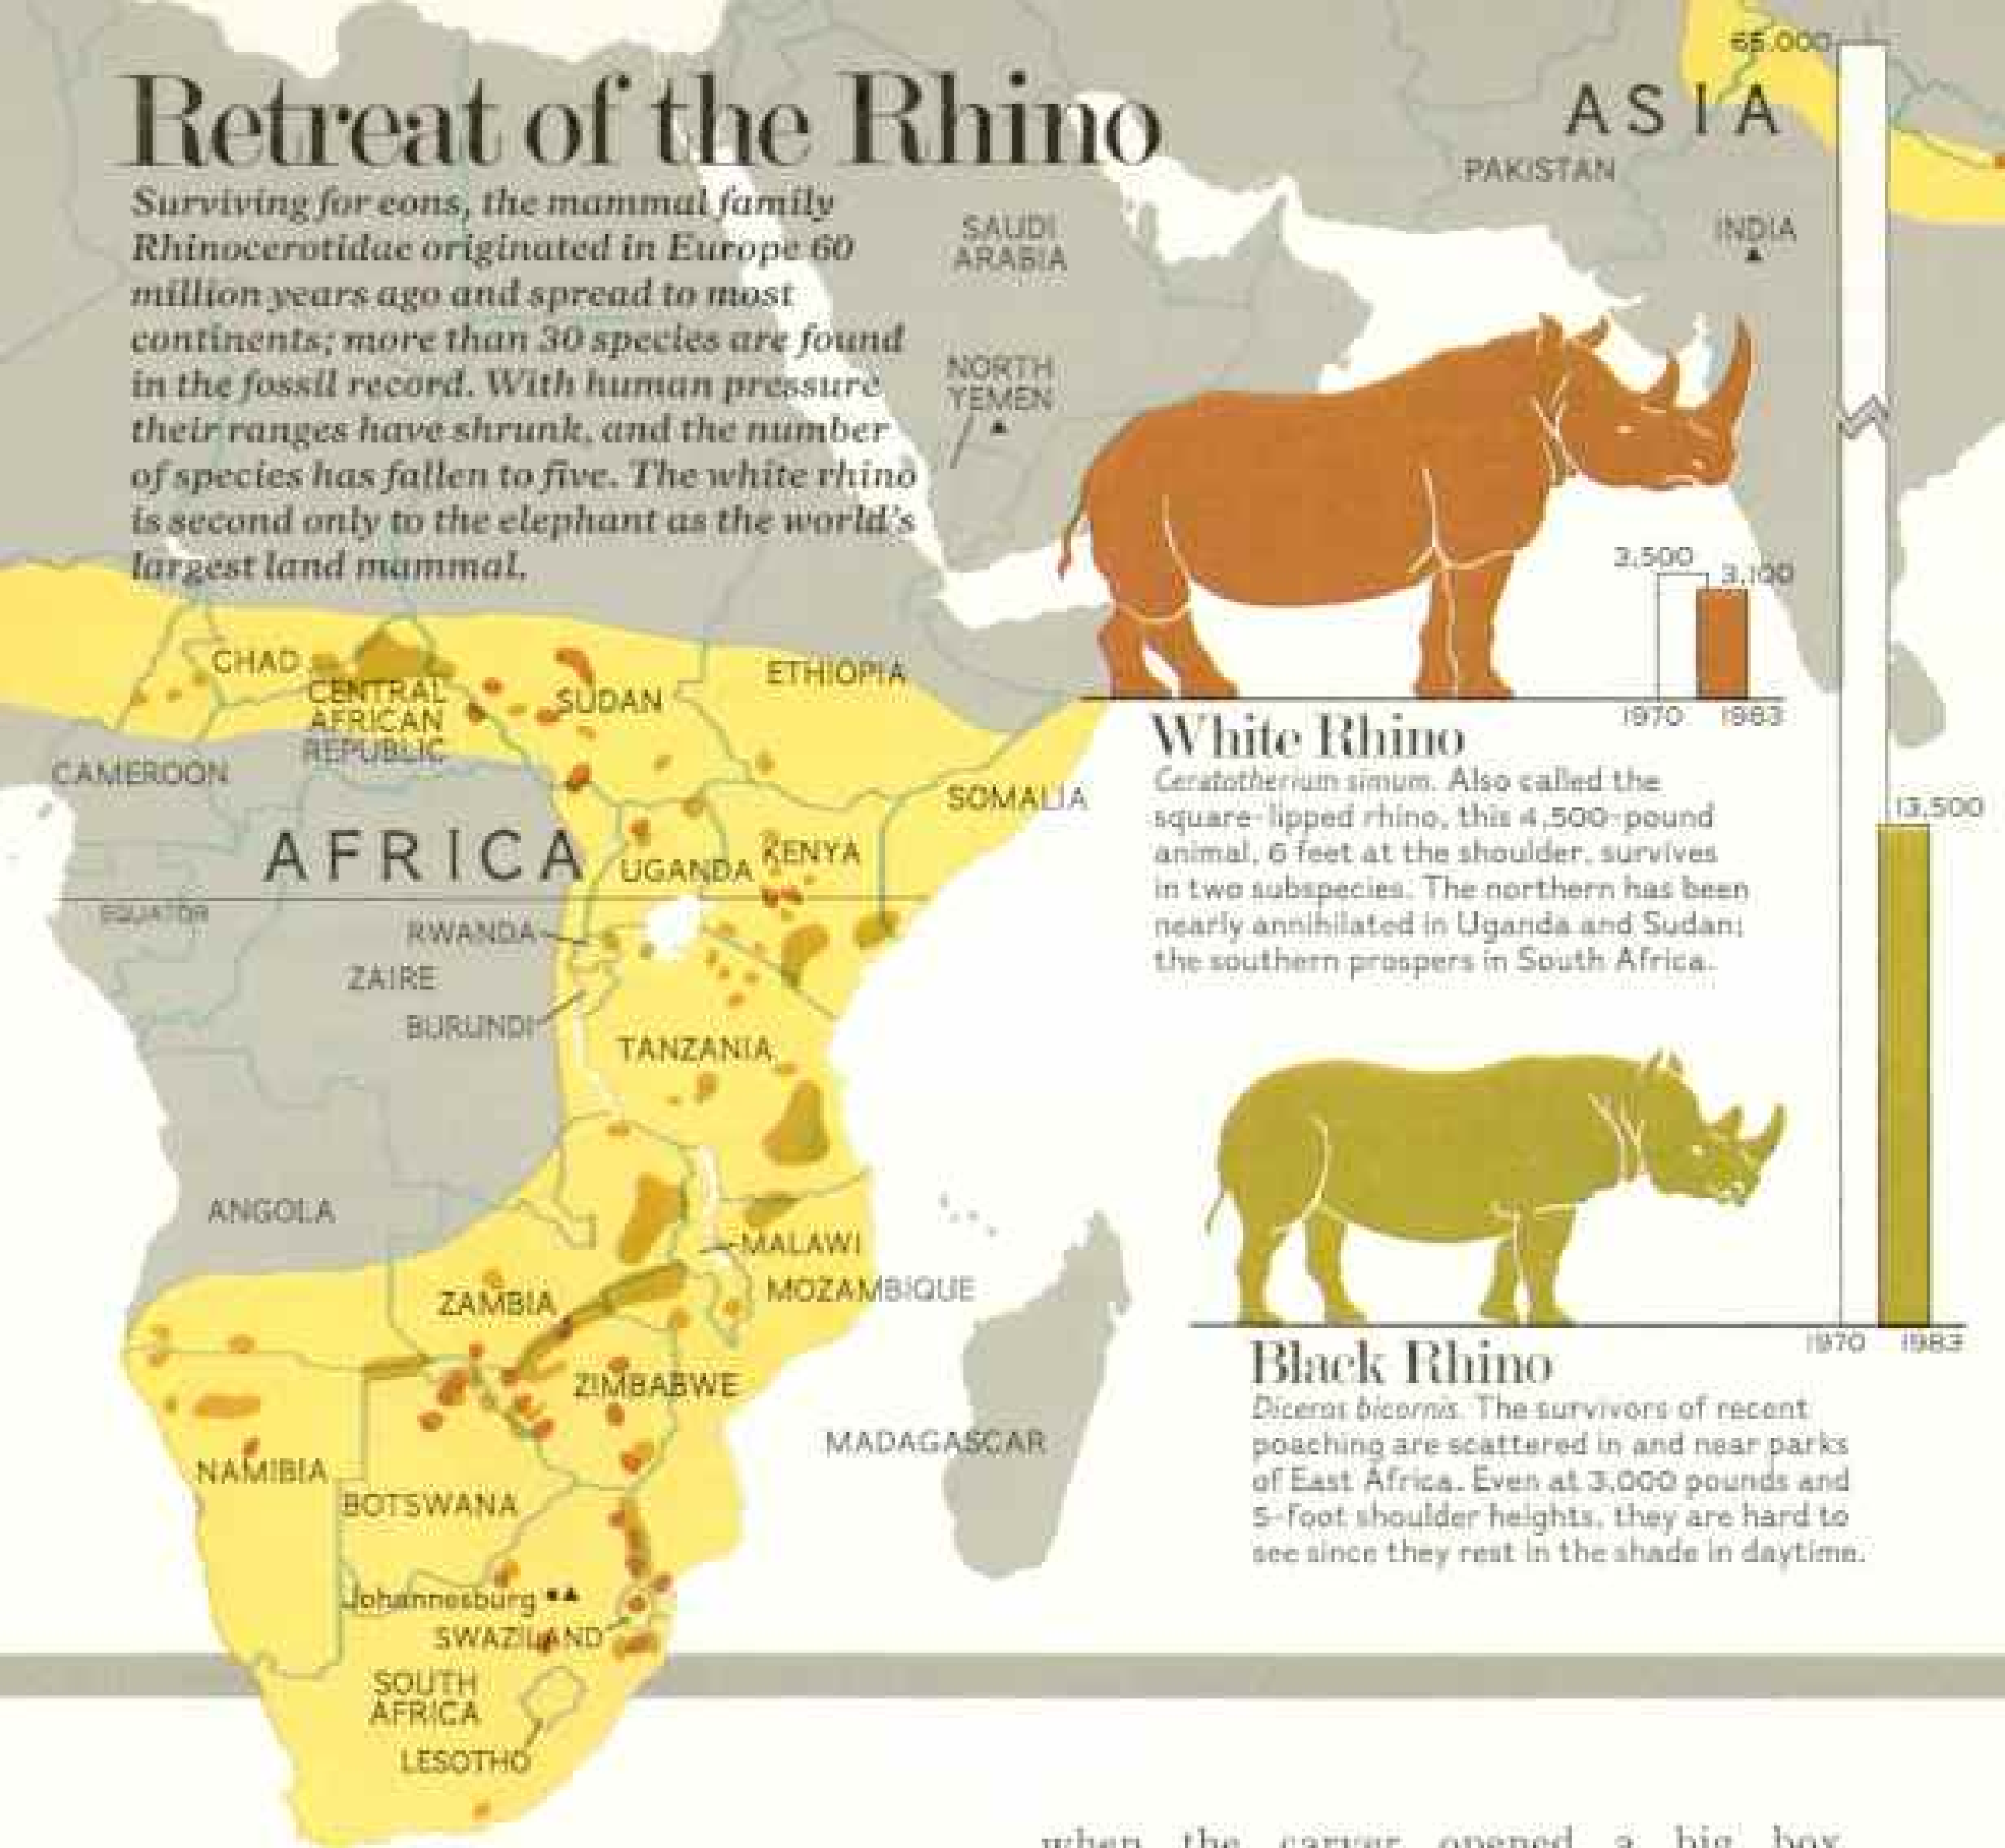 Retreat of the Rhino
Surviving for eons, the mammal family
Rhinocerotidae originated in Europe 60
million years ago and spread to most
continents; more than 30 species are found
in the fossil record. With human pressure
their ranges have shrunk, and the number
of species has fallen to five. The white rhino
is second only to the elephant as the world's
largest land mammal.
65,000
ASIA
PAKISTAN
INDIA
SAUDI
ARABIA
NORTH
YEMEN
3,500
3,100
1970 1983
White Rhino
Ceratotherium simum. Also called the
square-lipped rhino, this 4,500-pound
animal, 6 feet at the shoulder, survives
in two subspecies. The northern has been
nearly annihilated in Uganda and Sudan;
the southern prospers in South Africa.
13,500
1970 1983
Black Rhino
Diceros bicornis. The survivors of recent
poaching are scattered in and near parks
of East Africa. Even at 3,000 pounds and
5-foot shoulder heights, they are hard to
see since they rest in the shade in daytime.
CHAD
CENTRAL
AFRICAN
REPUBLIC
SUDAN
ETHIOPIA
CAMEROON
SOMALIA
AFRICA
UGANDA
KENYA
EQUATOR
RWANDA
ZAIRE
BURUNDI
TANZANIA
ANGOLA
MALAWI
MOZAMBIQUE
ZAMBIA
ZIMBABWE
MADAGASCAR
NAMIBIA
BOTSWANA
Johannesburg
SWAZILAND
SOUTH
AFRICA
LESOTHO
when the carver opened a big box